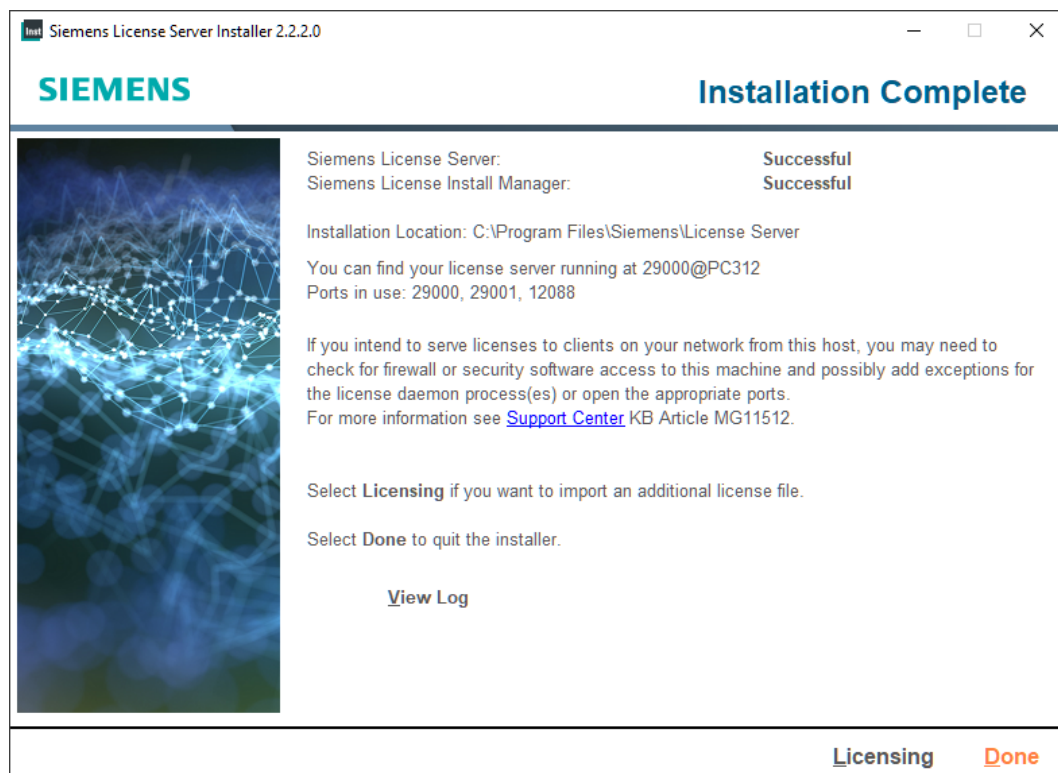 Inst Siemens License Server Installer 2.2.2.0
SIEMENS
Installation Complete
Siemens License Server: Successful
Siemens License Install Manager: Successful
Installation Location: C:\Program Files\Siemens\License Server
You can find your license server running at 29000@PC312
Ports in use: 29000, 29001, 12088
If you intend to serve licenses to clients on your network from this host, you may need to
check for firewall or security software access to this machine and possibly add exceptions for
the license daemon process(es) or open the appropriate ports.
For more information see Support Center KB Article MG11512.
Select Licensing if you want to import an additional license file.
Select Done to quit the installer.
View Log
Licensing Done